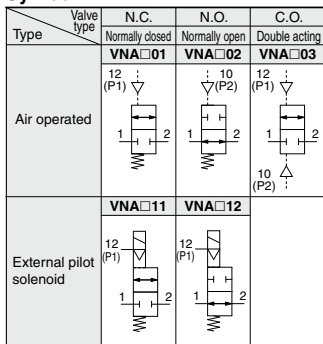 Valve type
Type
N.C.
Normally closed
N.O.
Normally open
C.O.
Double acting
VNA□01
VNA□02
VNA□03
Air operated
12
(P1)
1
2
10
(P2)
1
2
12
(P1)
1
2
10
(P2)
VNA□11
VNA□12
External pilot
solenoid
12
(P1)
1
2
12
(P1)
1
2